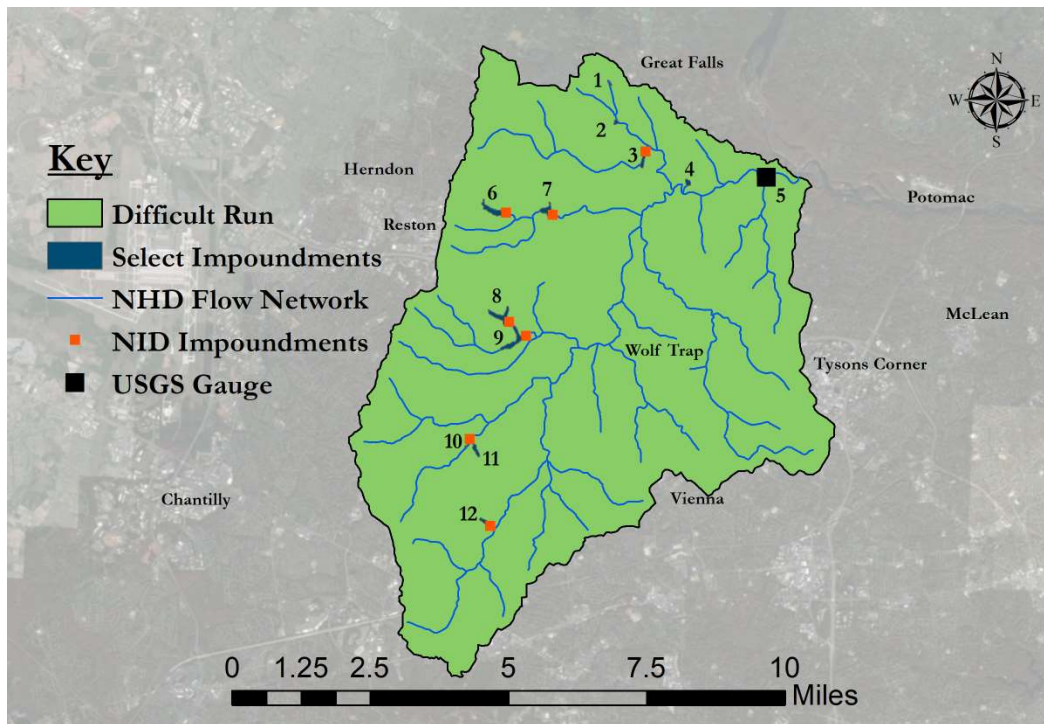 Great Falls
N
W E
S
1
2
Key
Herndon
3
4
Difficult Run
6 7
5
Potomac
Reston
Select Impoundments
NHD Flow Network
8
McLean
NID Impoundments
9
Wolf Trap
Tysons Corner
USGS Gauge
10
11
Chantilly
Vienna
12
0 1.25 2.5 5 7.5 10
Miles